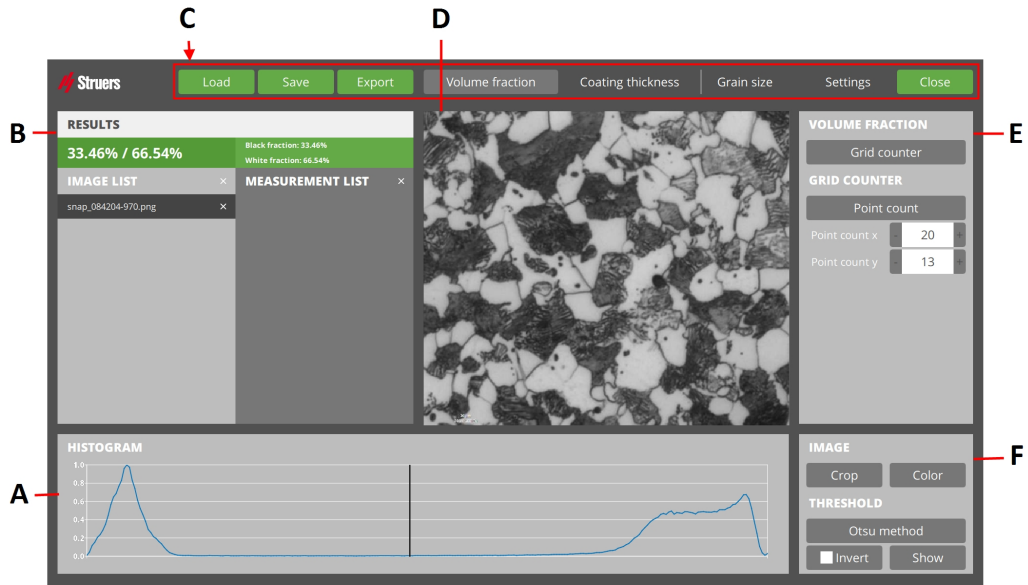 C
D
Struers
Load
Save
Export
Volume fraction
Coating thickness
Grain size
Settings
Close
B
RESULTS
33.46% / 66.54%
Black fraction: 33.46%
White fraction: 66.54%
IMAGE LIST ×
MEASUREMENT LIST ×
snap_084204-970.png ×
E
VOLUME FRACTION
Grid counter
GRID COUNTER
Point count
Point count x - 20 +
Point count y - 13 +
A
HISTOGRAM
1.0
0.8
0.6
0.4
0.2
0.0
F
IMAGE
Crop
Color
THRESHOLD
Otsu method
Invert
Show